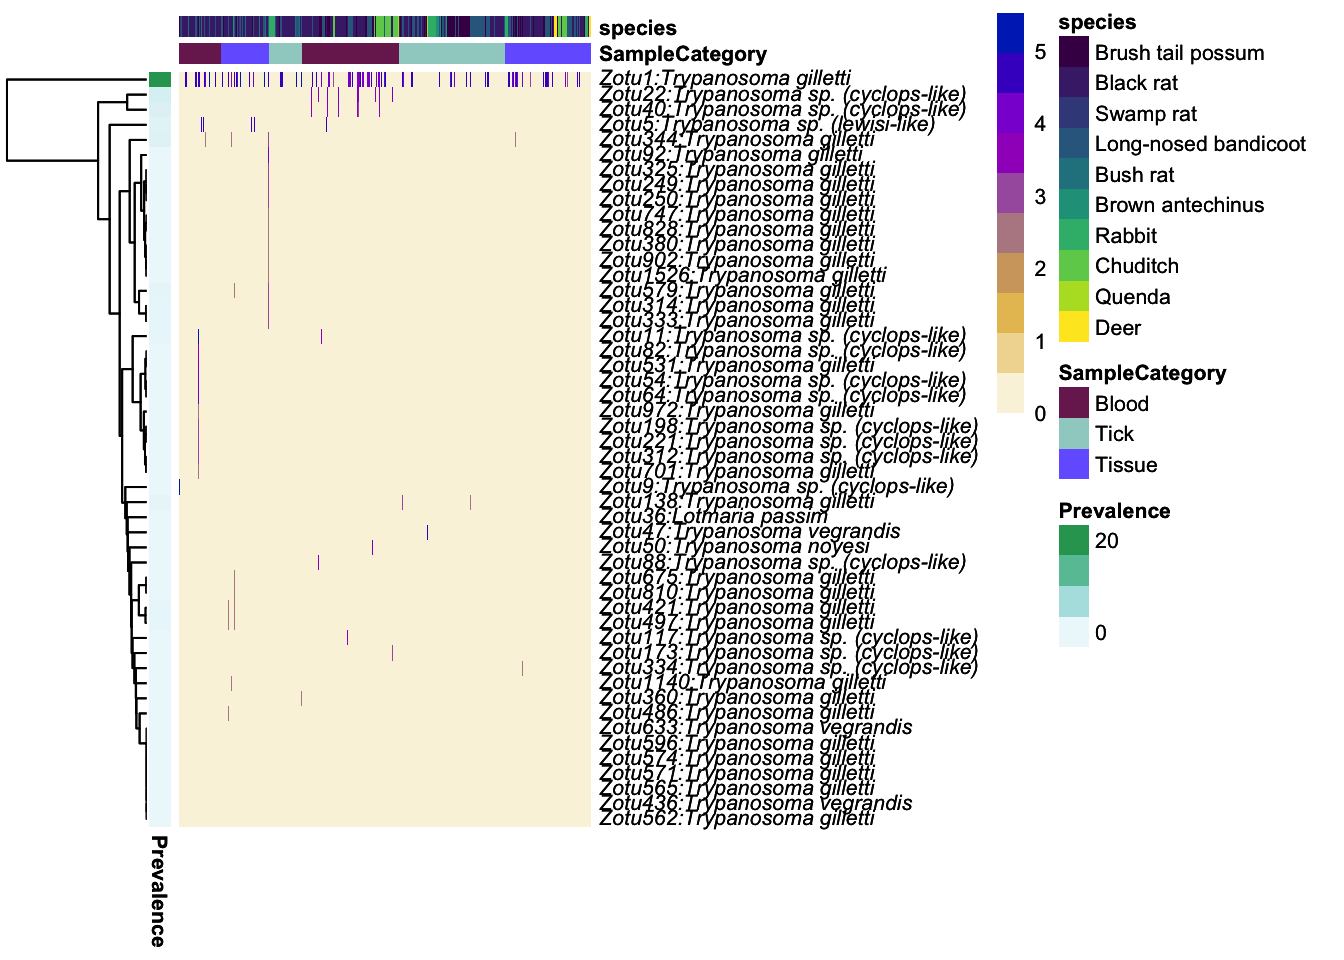 species
SampleCategory
Zotu1:Trypanosoma gilletti
Zotu22:Trypanosoma sp. (cyclops-like)
Zotu40:Trypanosoma sp. (cyclops-like)
Zotu5:Trypanosoma sp. (lewisi-like)
Zotu344:Trypanosoma gilletti
Zotu92:Trypanosoma gilletti
Zotu325:Trypanosoma gilletti
Zotu249:Trypanosoma gilletti
Zotu250:Trypanosoma gilletti
Zotu747:Trypanosoma gilletti
Zotu828:Trypanosoma gilletti
Zotu380:Trypanosoma gilletti
Zotu902:Trypanosoma gilletti
Zotu1526:Trypanosoma gilletti
Zotu579:Trypanosoma gilletti
Zotu314:Trypanosoma gilletti
Zotu333:Trypanosoma gilletti
Zotu11:Trypanosoma sp. (cyclops-like)
Zotu82:Trypanosoma sp. (cyclops-like)
Zotu531:Trypanosoma gilletti
Zotu54:Trypanosoma sp. (cyclops-like)
Zotu64:Trypanosoma sp. (cyclops-like)
Zotu972:Trypanosoma gilletti
Zotu198:Trypanosoma sp. (cyclops-like)
Zotu221:Trypanosoma sp. (cyclops-like)
Zotu312:Trypanosoma sp. (cyclops-like)
Zotu701:Trypanosoma gilletti
Zotu9:Trypanosoma sp. (cyclops-like)
Zotu138:Trypanosoma gilletti
Zotu36:Lotmaria passim
Zotu47:Trypanosoma vegrandis
Zotu50:Trypanosoma noyesi
Zotu88:Trypanosoma sp. (cyclops-like)
Zotu675:Trypanosoma gilletti
Zotu810:Trypanosoma gilletti
Zotu421:Trypanosoma gilletti
Zotu497:Trypanosoma gilletti
Zotu117:Trypanosoma sp. (cyclops-like)
Zotu173:Trypanosoma sp. (cyclops-like)
Zotu334:Trypanosoma sp. (cyclops-like)
Zotu1140:Trypanosoma gilletti
Zotu360:Trypanosoma gilletti
Zotu486:Trypanosoma gilletti
Zotu633:Trypanosoma vegrandis
Zotu596:Trypanosoma gilletti
Zotu574:Trypanosoma gilletti
Zotu571:Trypanosoma gilletti
Zotu565:Trypanosoma gilletti
Zotu436:Trypanosoma vegrandis
Zotu562:Trypanosoma gilletti
Prevalence
5
4
3
2
1
0
species
Brush tail possum
Black rat
Swamp rat
Long-nosed bandicoot
Bush rat
Brown antechinus
Rabbit
Chuditch
Quenda
Deer
SampleCategory
Blood
Tick
Tissue
Prevalence
20
0